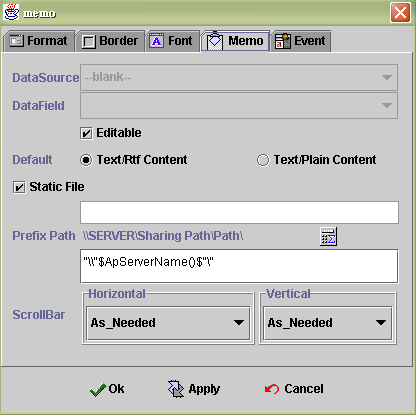 memo
Format Border Font Memo Event
DataSource --blank--
DataField
Editable
Default Text/Rtf Content Text/Plain Content
Static File
Prefix Path \\SERVER\Sharing Path\Path\
"\\"$ApServerName()$"\"
Horizontal Vertical
ScrollBar As_Needed As_Needed
Ok Apply Cancel